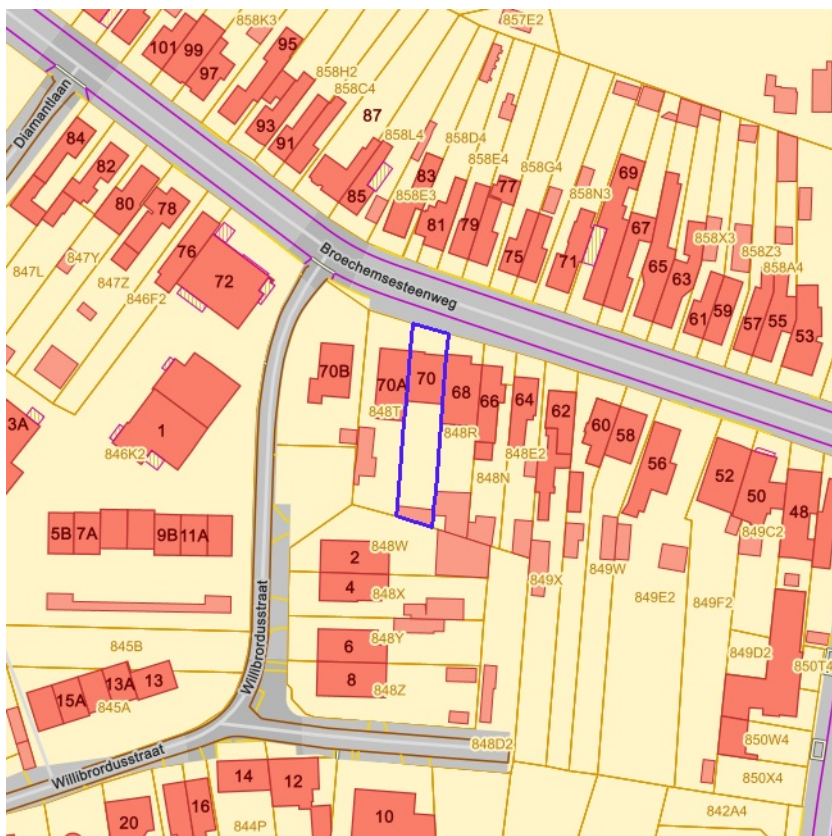 857E2
858K3
101
99
97
95
858H2
858C4
93
91
87
858L4
85
858E3
83
858D4
81
858E4
79
77
858G4
75
858N3
71
69
67
65
63
858X3
858Z3
858A4
61
59
57
55
53
Diamantlaan
84
82
80
78
76
72
847Y
847L
847Z
846F2
Broechemsesteenweg
70B
70A
70
68
66
64
62
60
58
56
52
50
48
848T
848R
848E2
848N
849C2
3A
1
846K2
5B
7A
9B
11A
2
848W
4
848X
849X
849W
849E2
849F2
6
848Y
8
848Z
845B
849D2
850T4
15A
13A
13
845A
Willibrordusstraat
Willibrordusstraat
848D2
850W4
850X4
842A4
14
12
16
20
844P
10